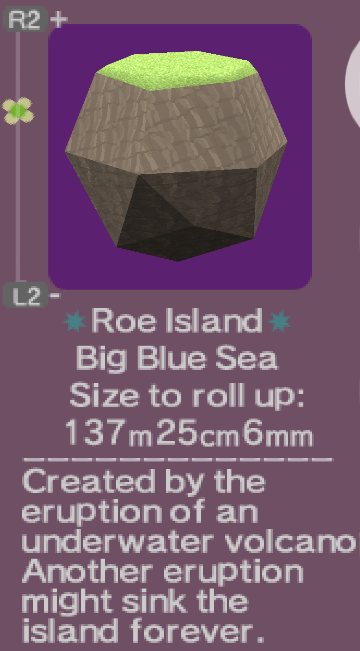 R2 +
L2 -
Roe Island
Big Blue Sea
Size to roll up:
137m25cm6mm
Created by the
eruption of an
underwater volcano
Another eruption
might sink the
island forever.